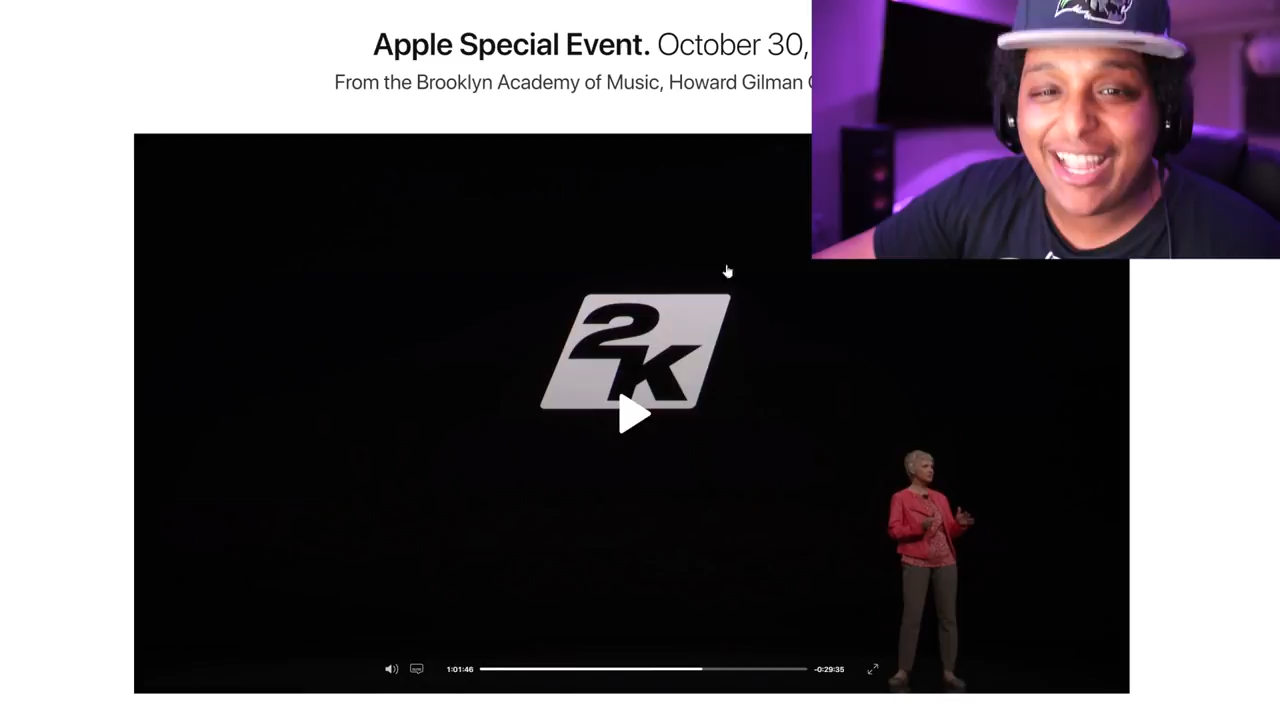 Apple Special Event. October 30,
From the Brooklyn Academy of Music, Howard Gilman
2K
1:01:46
-0:29:35